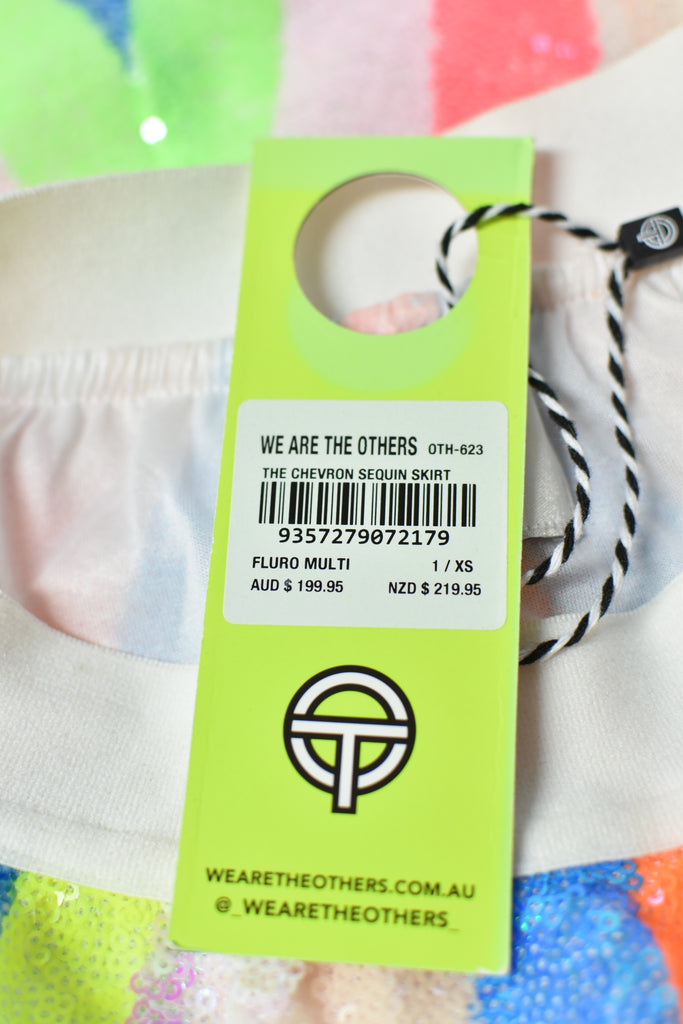 WE ARE THE OTHERS OTH-623
THE CHEVRON SEQUIN SKIRT
9357279072179
FLURO MULTI 1 / XS
AUD $ 199.95 NZD $ 219.95
WEARETHEOTHERS.COM.AU
@_WEARETHEOTHERS_